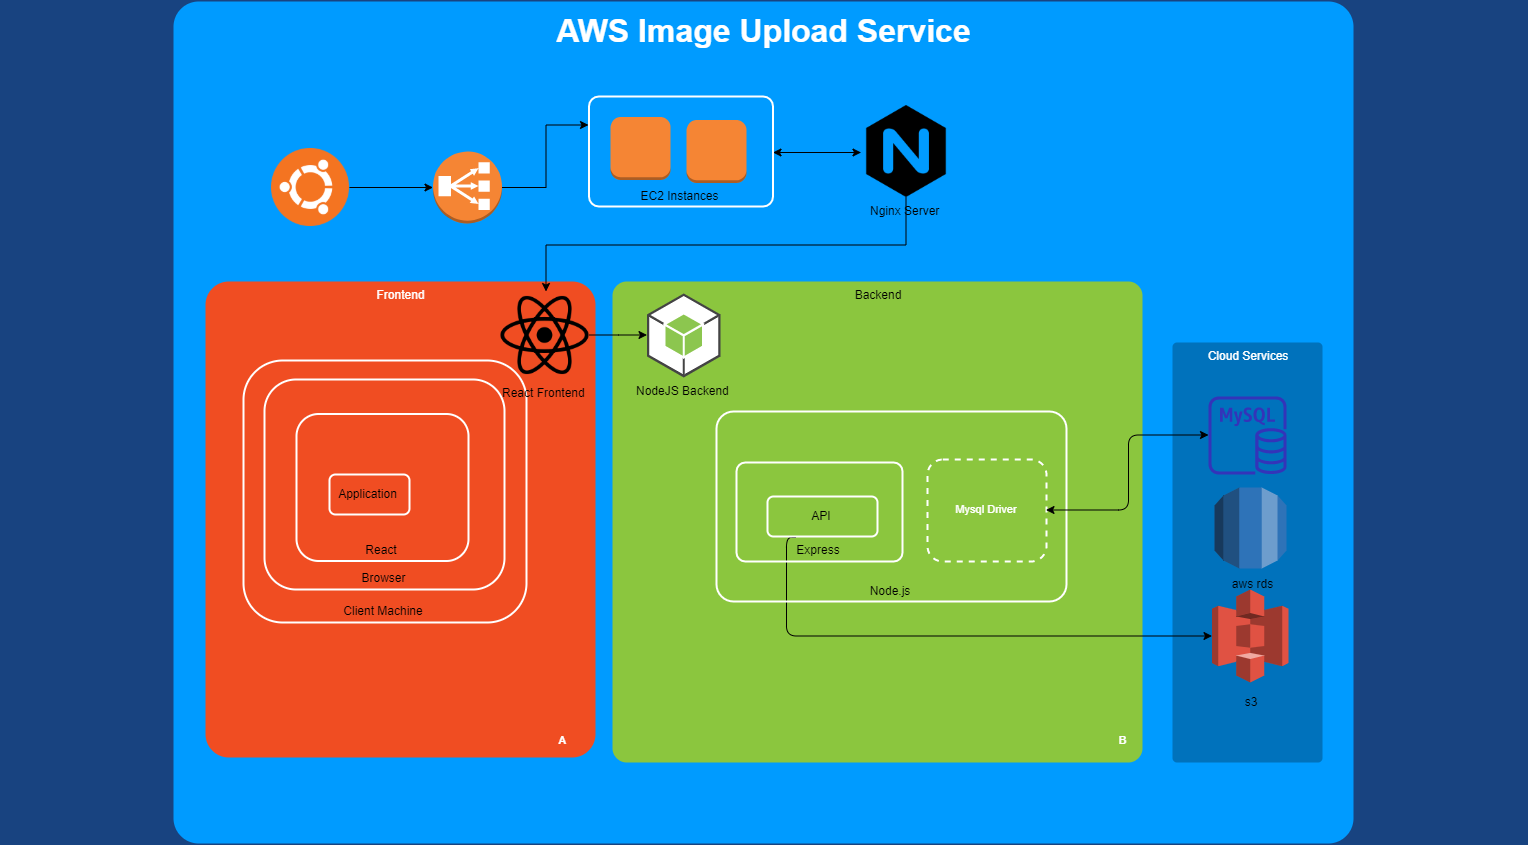 AWS Image Upload Service
EC2 Instances
Nginx Server
Frontend
React Frontend
Application
React
Browser
Client Machine
A
Backend
NodeJS Backend
API
Express
Mysql Driver
Node.js
B
Cloud Services
MySQL
aws rds
s3